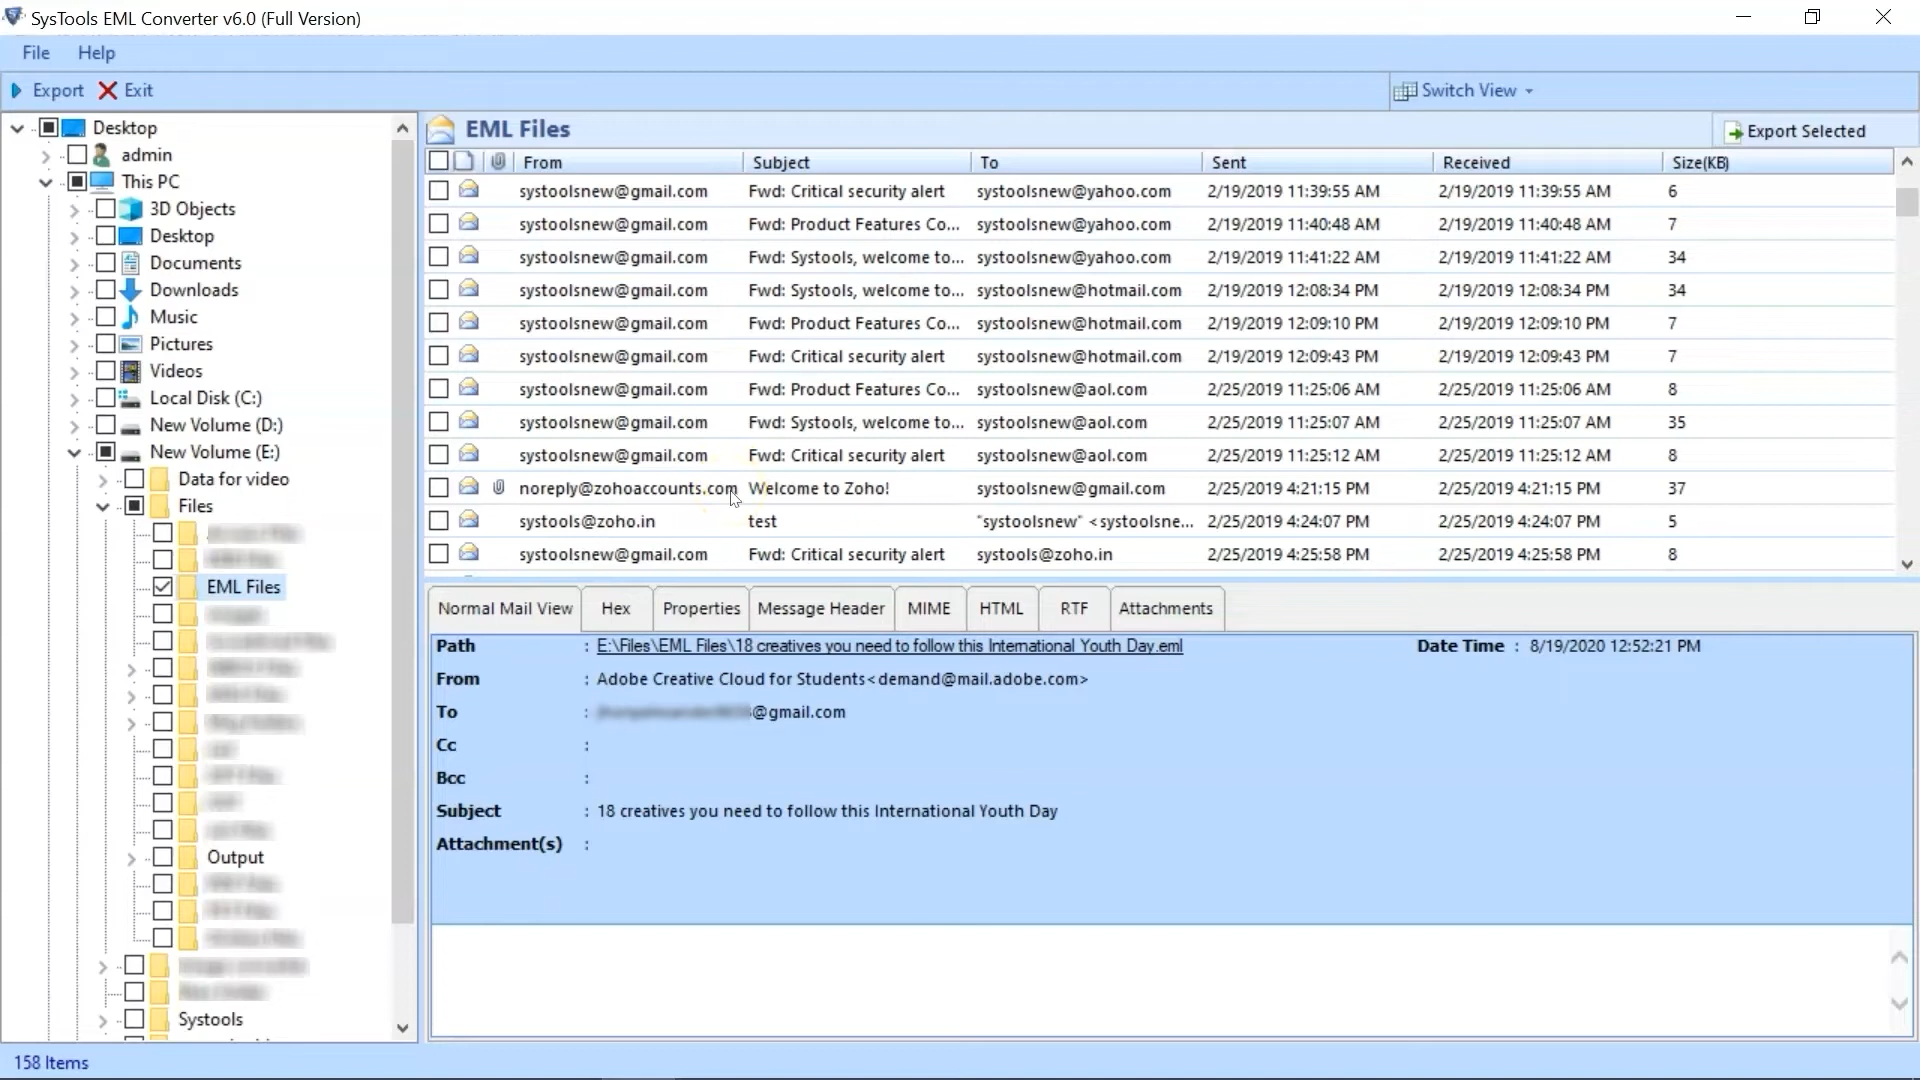 SysTools EML Converter v6.0 (Full Version)
File Help
Export Exit Switch View
Desktop
admin
This PC
3D Objects
Desktop
Documents
Downloads
Music
Pictures
Videos
Local Disk (C:)
New Volume (D:)
New Volume (E:)
Data for video
Files
EML Files
Output
Systools
EML Files Export Selected
From Subject To Sent Received Size(KB)
systoolsnew@gmail.com Fwd: Critical security alert systoolsnew@yahoo.com 2/19/2019 11:39:55 AM 2/19/2019 11:39:55 AM 6
systoolsnew@gmail.com Fwd: Product Features Co... systoolsnew@yahoo.com 2/19/2019 11:40:48 AM 2/19/2019 11:40:48 AM 7
systoolsnew@gmail.com Fwd: Systools, welcome to... systoolsnew@yahoo.com 2/19/2019 11:41:22 AM 2/19/2019 11:41:22 AM 34
systoolsnew@gmail.com Fwd: Systools, welcome to... systoolsnew@hotmail.com 2/19/2019 12:08:34 PM 2/19/2019 12:08:34 PM 34
systoolsnew@gmail.com Fwd: Product Features Co... systoolsnew@hotmail.com 2/19/2019 12:09:10 PM 2/19/2019 12:09:10 PM 7
systoolsnew@gmail.com Fwd: Critical security alert systoolsnew@hotmail.com 2/19/2019 12:09:43 PM 2/19/2019 12:09:43 PM 7
systoolsnew@gmail.com Fwd: Product Features Co... systoolsnew@aol.com 2/25/2019 11:25:06 AM 2/25/2019 11:25:06 AM 8
systoolsnew@gmail.com Fwd: Systools, welcome to... systoolsnew@aol.com 2/25/2019 11:25:07 AM 2/25/2019 11:25:07 AM 35
systoolsnew@gmail.com Fwd: Critical security alert systoolsnew@aol.com 2/25/2019 11:25:12 AM 2/25/2019 11:25:12 AM 8
noreply@zohoaccounts.com Welcome to Zoho! systoolsnew@gmail.com 2/25/2019 4:21:15 PM 2/25/2019 4:21:15 PM 37
systools@zoho.in test "systoolsnew" <systoolsne... 2/25/2019 4:24:07 PM 2/25/2019 4:24:07 PM 5
systoolsnew@gmail.com Fwd: Critical security alert systools@zoho.in 2/25/2019 4:25:58 PM 2/25/2019 4:25:58 PM 8
Normal Mail View Hex Properties Message Header MIME HTML RTF Attachments
Path : E:\Files\EML Files\18 creatives you need to follow this International Youth Day.eml Date Time : 8/19/2020 12:52:21 PM
From : Adobe Creative Cloud for Students<demand@mail.adobe.com>
To : @gmail.com
Cc :
Bcc :
Subject : 18 creatives you need to follow this International Youth Day
Attachment(s) :
158 Items